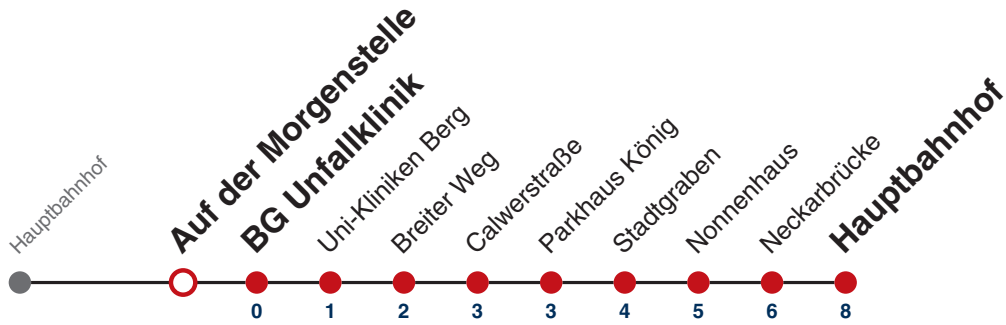 Hauptbahnhof
Auf der Morgenstelle
BG Unfallklinik
Uni-Kliniken Berg
Breiter Weg
Calwerstraße
Parkhaus König
Stadtgraben
Nonnenhaus
Neckarbrücke
Hauptbahnhof
0 1 2 3 3 4 5 6 8